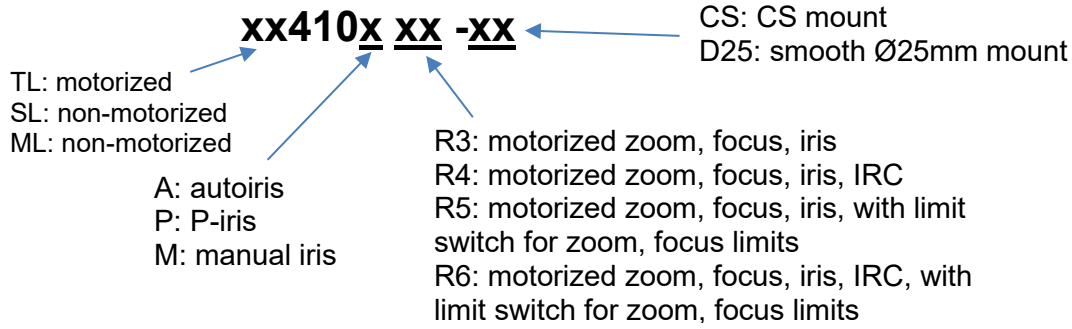 xx410x xx -xx
CS: CS mount
D25: smooth Ø25mm mount
TL: motorized
SL: non-motorized
ML: non-motorized
A: autoiris
P: P-iris
M: manual iris
R3: motorized zoom, focus, iris
R4: motorized zoom, focus, iris, IRC
R5: motorized zoom, focus, iris, with limit
switch for zoom, focus limits
R6: motorized zoom, focus, iris, IRC, with
limit switch for zoom, focus limits